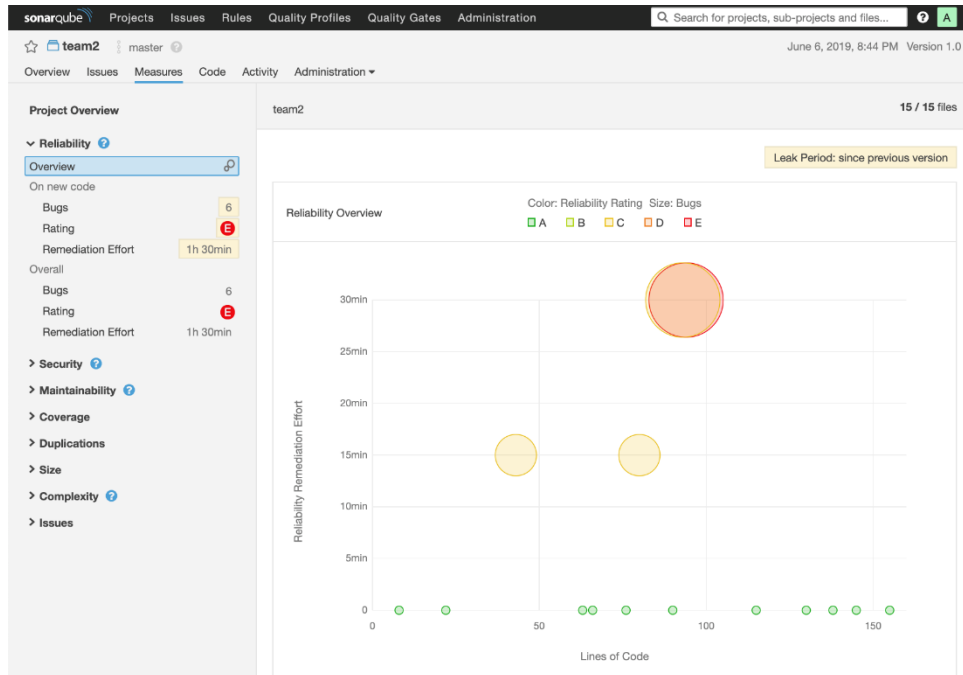 sonarqube Projects Issues Rules Quality Profiles Quality Gates Administration Search for projects, sub-projects and files... ? A
team2 master ? June 6, 2019, 8:44 PM Version 1.0
Overview Issues Measures Code Activity Administration
Project Overview
team2 15 / 15 files
Reliability ?
Overview
Leak Period: since previous version
On new code
Bugs 6
Rating E
Remediation Effort 1h 30min
Overall
Bugs 6
Rating E
Remediation Effort 1h 30min
Security ?
Maintainability ?
Coverage
Duplications
Size
Complexity ?
Issues
Reliability Overview
Color: Reliability Rating Size: Bugs
A B C D E
Reliability Remediation Effort
30min
25min
20min
15min
10min
5min
0
0 50 100 150
Lines of Code